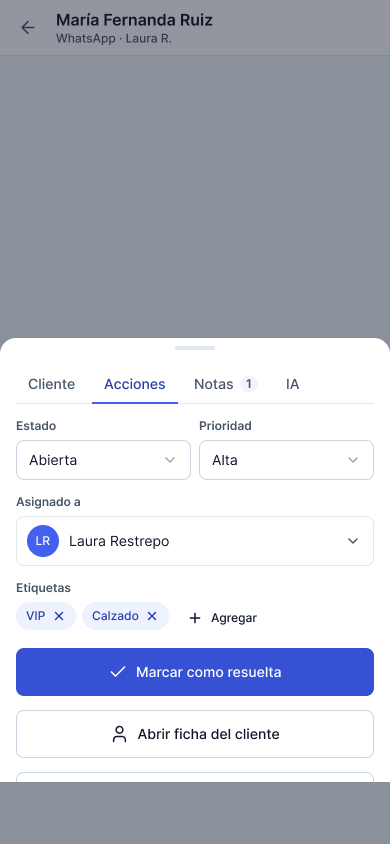 María Fernanda Ruiz
WhatsApp · Laura R.
Cliente Acciones Notas 1 IA
Estado Prioridad
Abierta Alta
Asignado a
LR Laura Restrepo
Etiquetas
VIP Calzado Agregar
Marcar como resuelta
Abrir ficha del cliente